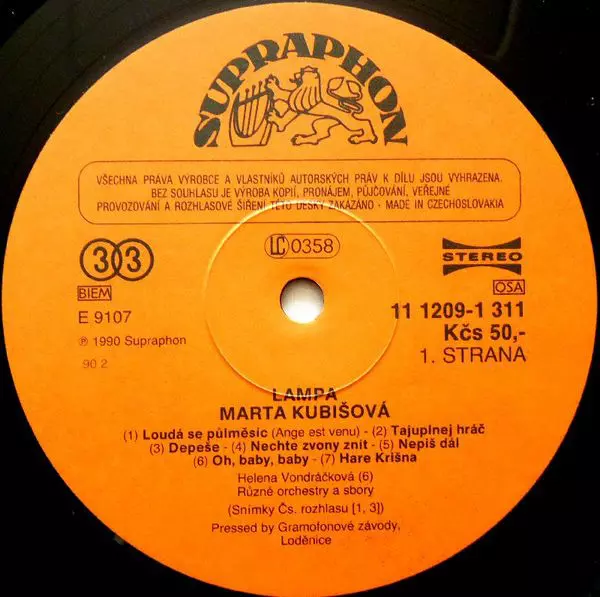 SUPRAPHON
VŠECHNA PRÁVA VÝROBCE A VLASTNÍKŮ AUTORSKÝCH PRÁV K DÍLU JSOU VYHRAZENA.
BEZ SOUHLASU JE VÝROBA KOPIÍ, PRONÁJEM, PŮJČOVÁNÍ, VEŘEJNÉ
PROVOZOVÁNÍ A ROZHLASOVÉ ŠÍŘENÍ TÉTO DESKY ZAKÁZÁNO · MADE IN CZECHOSLOVAKIA
33
LC 0358
STEREO
BIEM
OSA
E 9107
11 1209-1 311
Kčs 50,-
℗ 1990 Supraphon
1. STRANA
90 2
LAMPA
MARTA KUBIŠOVÁ
(1) Loudá se půlměsíc (Ange est venu) - (2) Tajuplnej hráč
(3) Depeše - (4) Nechte zvony znít - (5) Nepiš dál
(6) Oh, baby, baby - (7) Hare Krišna
Helena Vondráčková (6)
Různé orchestry a sbory
(Snímky Čs. rozhlasu [1, 3])
Pressed by Gramofonové závody,
Loděnice